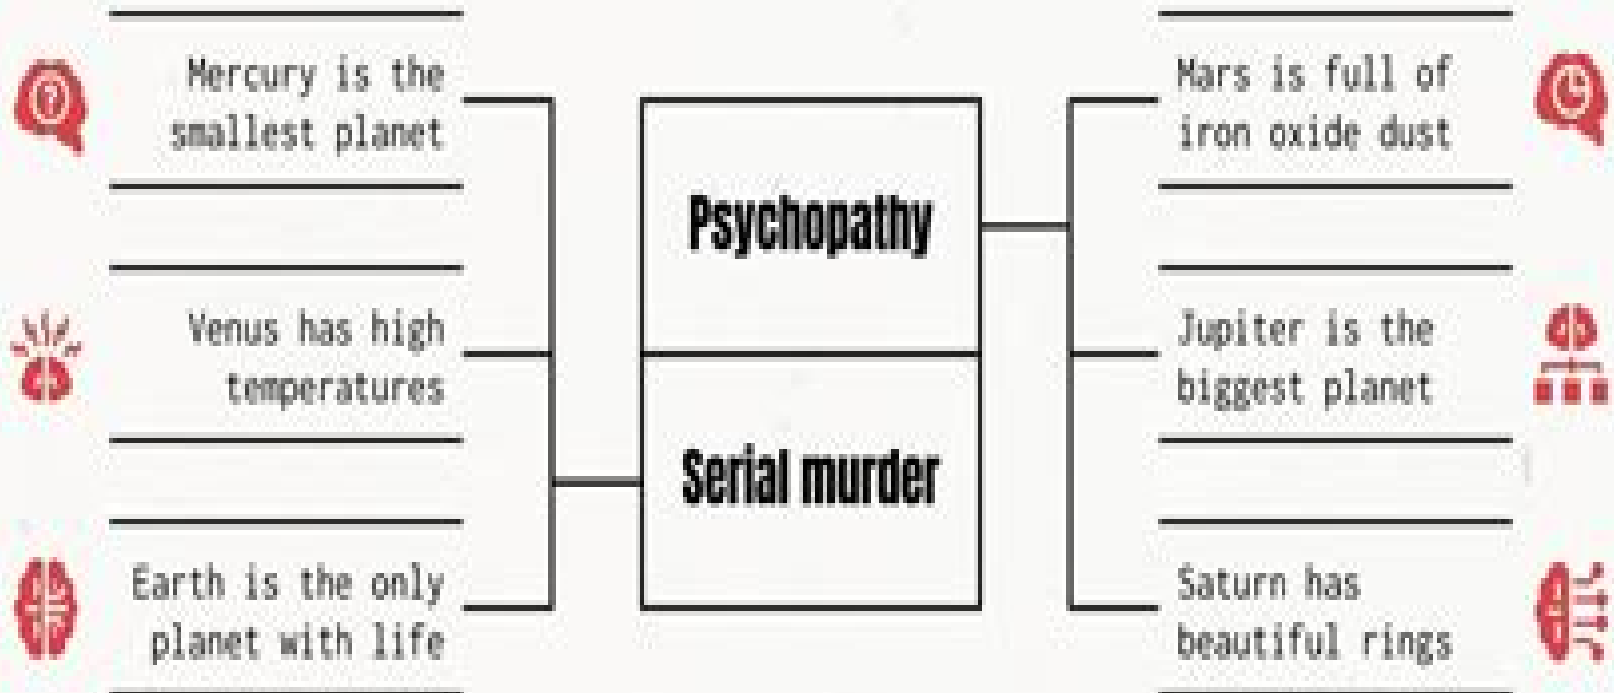 Mercury is the
smallest planet
Venus has high
temperatures
Earth is the only
planet with life
Psychopathy
Serial murder
Mars is full of
iron oxide dust
Jupiter is the
biggest planet
Saturn has
beautiful rings